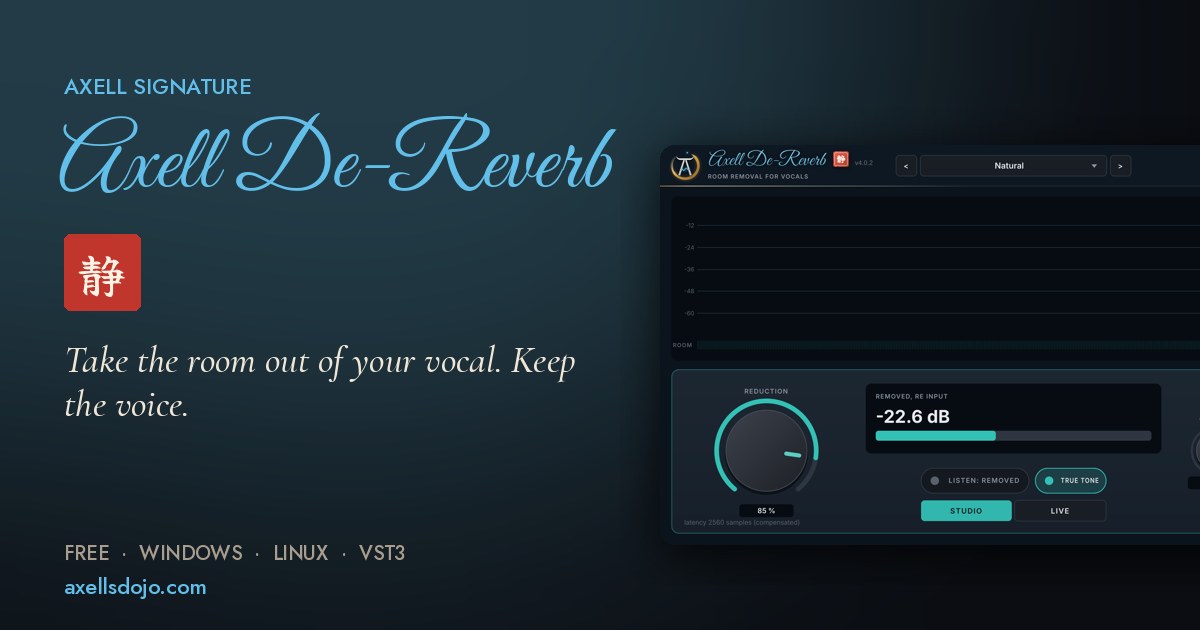 AXELL SIGNATURE
Axell De-Reverb
静
Take the room out of your vocal. Keep
the voice.
FREE · WINDOWS · LINUX · VST3
axellsdojo.com
Axell De-Reverb 静 v4.0.2
ROOM REMOVAL FOR VOCALS
< Natural >
-12
-24
-36
-48
-60
ROOM
REDUCTION
85 %
latency 2560 samples (compensated)
REMOVED, RE INPUT
-22.6 dB
LISTEN: REMOVED TRUE TONE
STUDIO LIVE